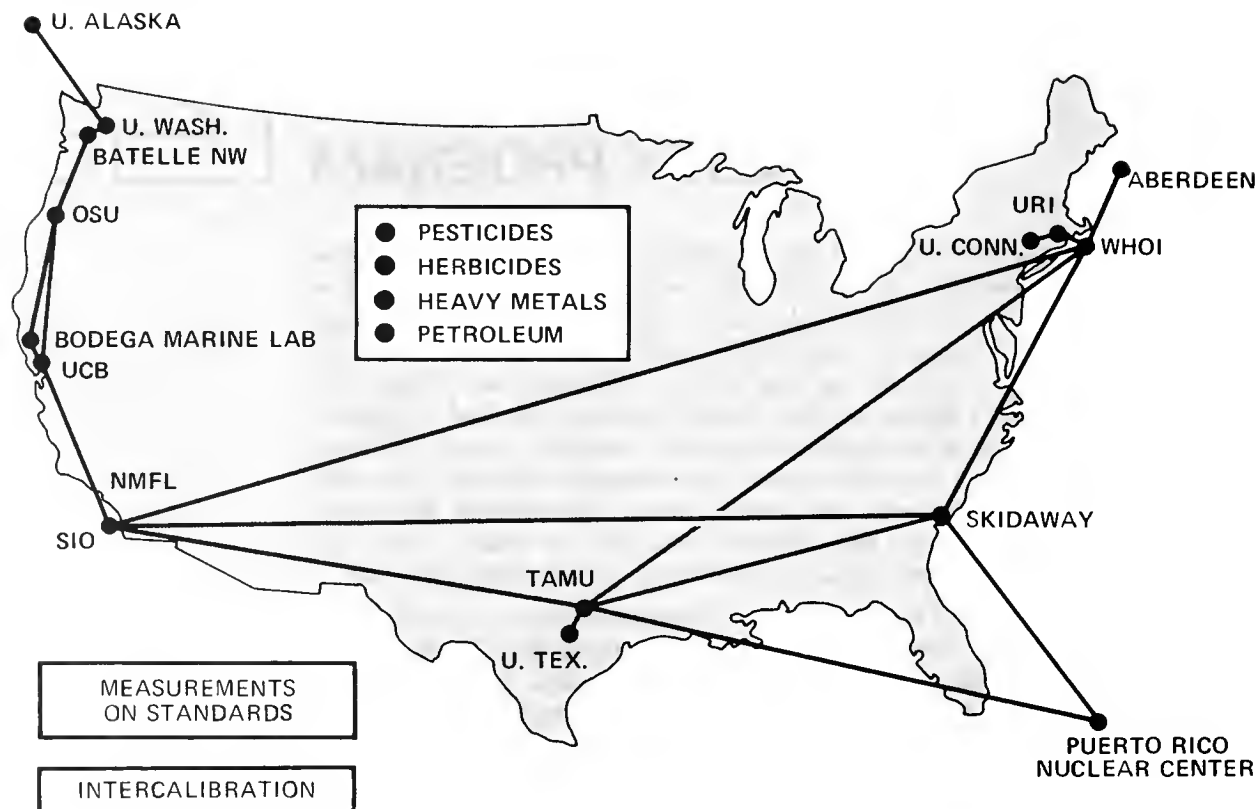 U. ALASKA
U. WASH.
BATELLE NW
OSU
BODEGA MARINE LAB
UCB
NMFL
SIO
PESTICIDES
HERBICIDES
HEAVY METALS
PETROLEUM
ABERDEEN
URI
U. CONN.
WHOI
SKIDAWAY
TAMU
U. TEX.
PUERTO RICO
NUCLEAR CENTER
MEASUREMENTS
ON STANDARDS
INTERCALIBRATION